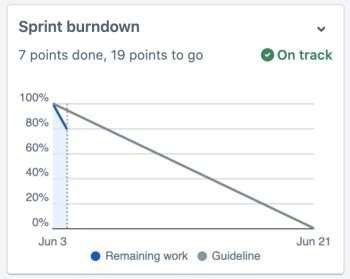 Sprint burndown
7 points done, 19 points to go
On track
100%
80%
60%
40%
20%
0%
Jun 3
Jun 21
Remaining work
Guideline